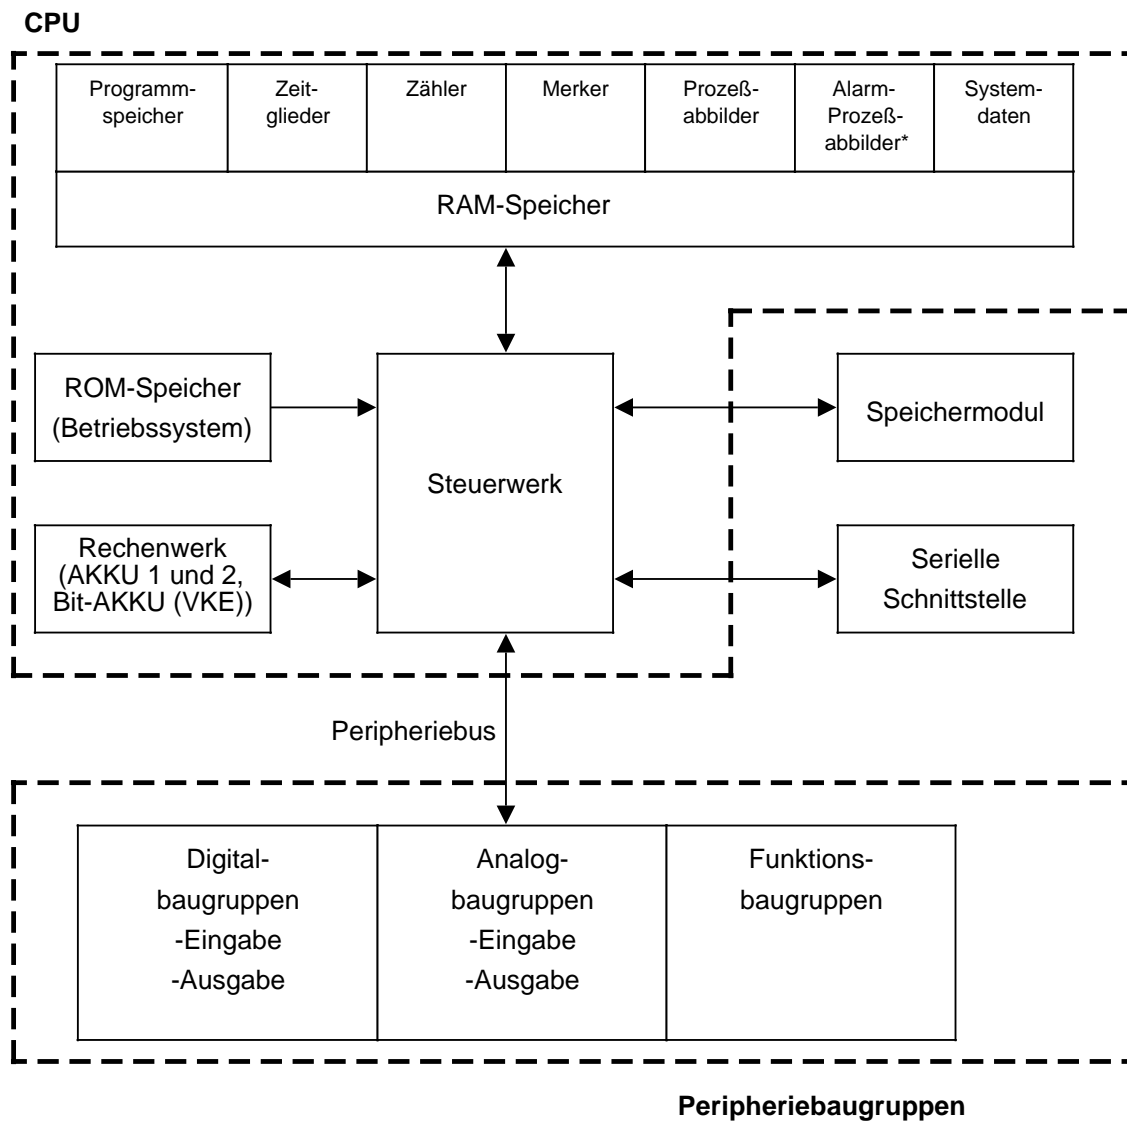 CPU
Programm-
speicher
Zeit-
glieder
Zähler
Merker
Prozeß-
abbilder
Alarm-
Prozeß-
abbilder*
System-
daten
RAM-Speicher
ROM-Speicher
(Betriebssystem)
Steuerwerk
Speichermodul
Rechenwerk
(AKKU 1 und 2,
Bit-AKKU (VKE))
Serielle
Schnittstelle
Peripheriebus
Digital-
baugruppen
-Eingabe
-Ausgabe
Analog-
baugruppen
-Eingabe
-Ausgabe
Funktions-
baugruppen
Peripheriebaugruppen